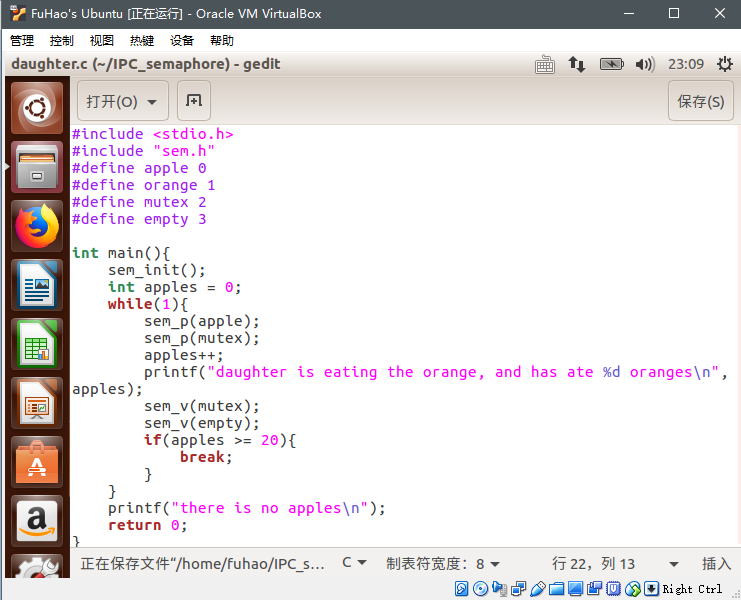 FuHao's Ubuntu [正在运行] - Oracle VM VirtualBox
管理 控制 视图 热键 设备 帮助
daughter.c (~/IPC_semaphore) - gedit 23:09
打开(O) 保存(S)
#include <stdio.h>
#include "sem.h"
#define apple 0
#define orange 1
#define mutex 2
#define empty 3
int main(){
sem_init();
int apples = 0;
while(1){
sem_p(apple);
sem_p(mutex);
apples++;
printf("daughter is eating the orange, and has ate %d oranges\n",
apples);
sem_v(mutex);
sem_v(empty);
if(apples >= 20){
break;
}
}
printf("there is no apples\n");
return 0;
}
正在保存文件“/home/fuhao/IPC_s... C 制表符宽度：8 行 22，列 13 插入
Right Ctrl